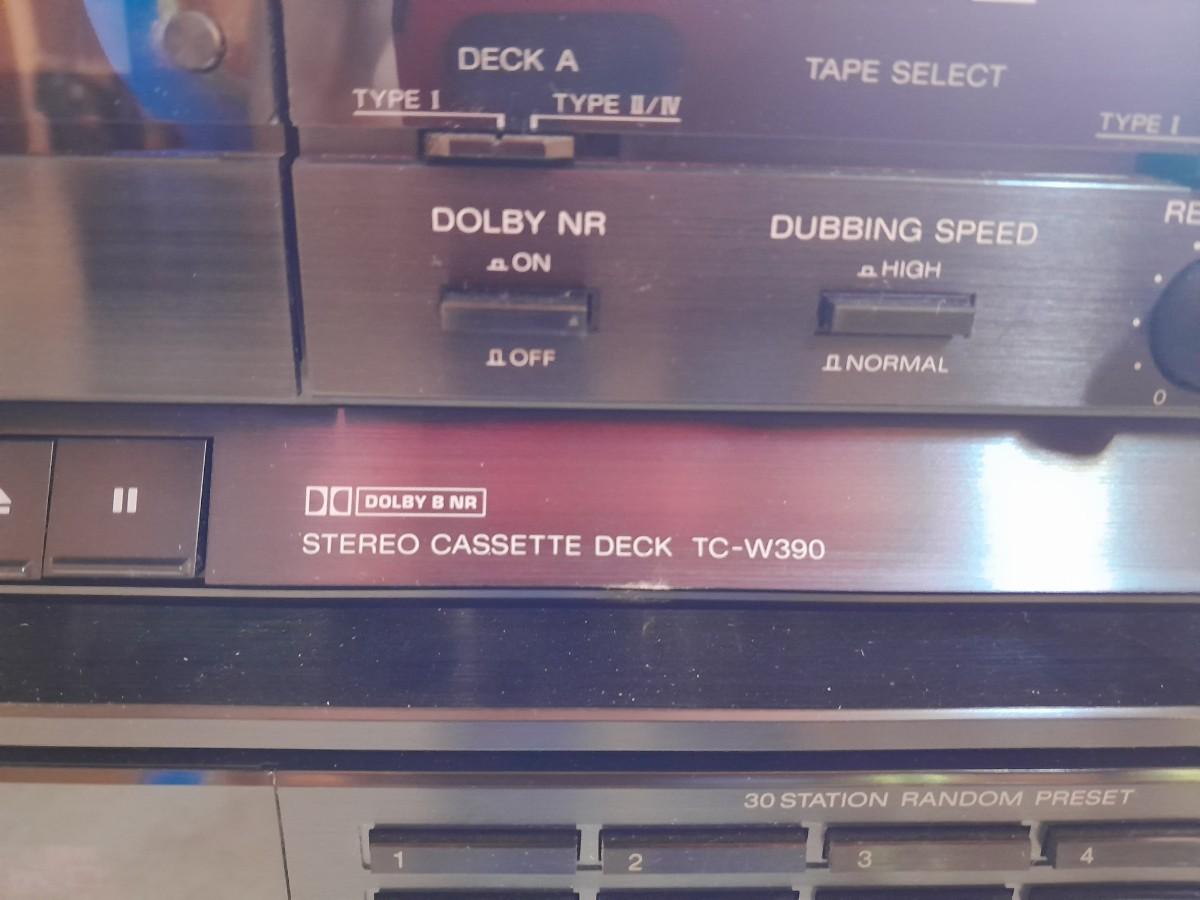 DECK A
TAPE SELECT
TYPE I
TYPE II/IV
TYPE I
DOLBY NR
ON
OFF
DUBBING SPEED
HIGH
NORMAL
0
DOLBY B NR
STEREO CASSETTE DECK TC-W390
30 STATION RANDOM PRESET
1 2 3 4